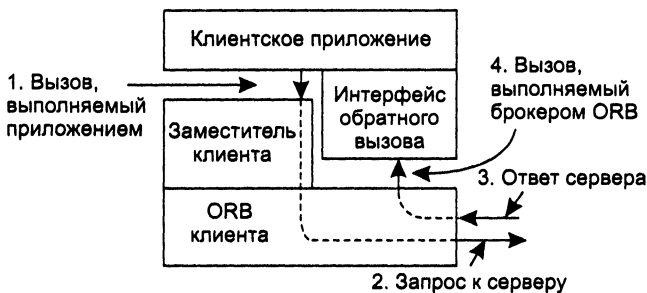 Клиентское приложение
1. Вызов,
выполняемый
приложением
4. Вызов,
выполняемый
брокером ORB
Интерфейс
обратного
вызова
Заместитель
клиента
3. Ответ сервера
ORB
клиента
2. Запрос к серверу